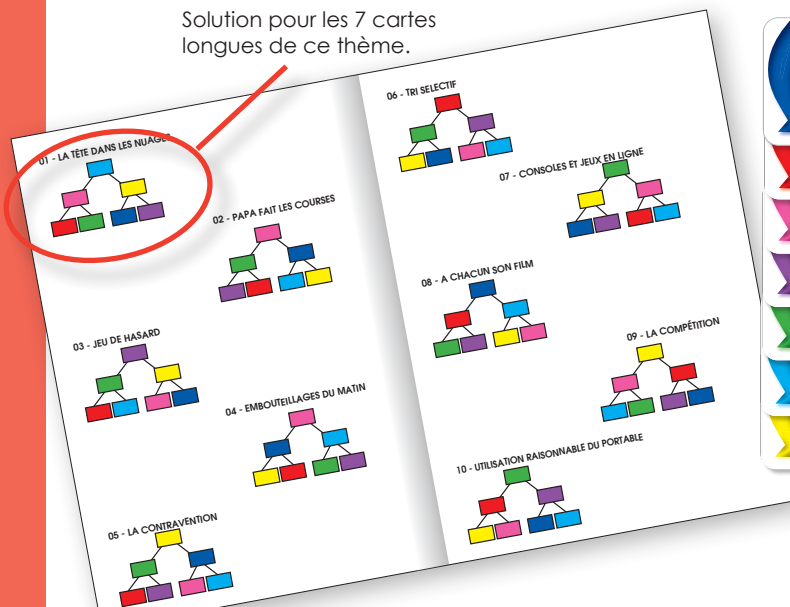 Solution pour les 7 cartes
longues de ce thème.
01 - LA TÊTE DANS LES NUAGES
02 - PAPA FAIT LES COURSES
03 - JEU DE HASARD
04 - EMBOUTEILLAGES DU MATIN
05 - LA CONTRAVENTION
06 - TRI SELECTIF
07 - CONSOLES ET JEUX EN LIGNE
08 - A CHACUN SON FILM
09 - LA COMPÉTITION
10 - UTILISATION RAISONNABLE DU PORTABLE